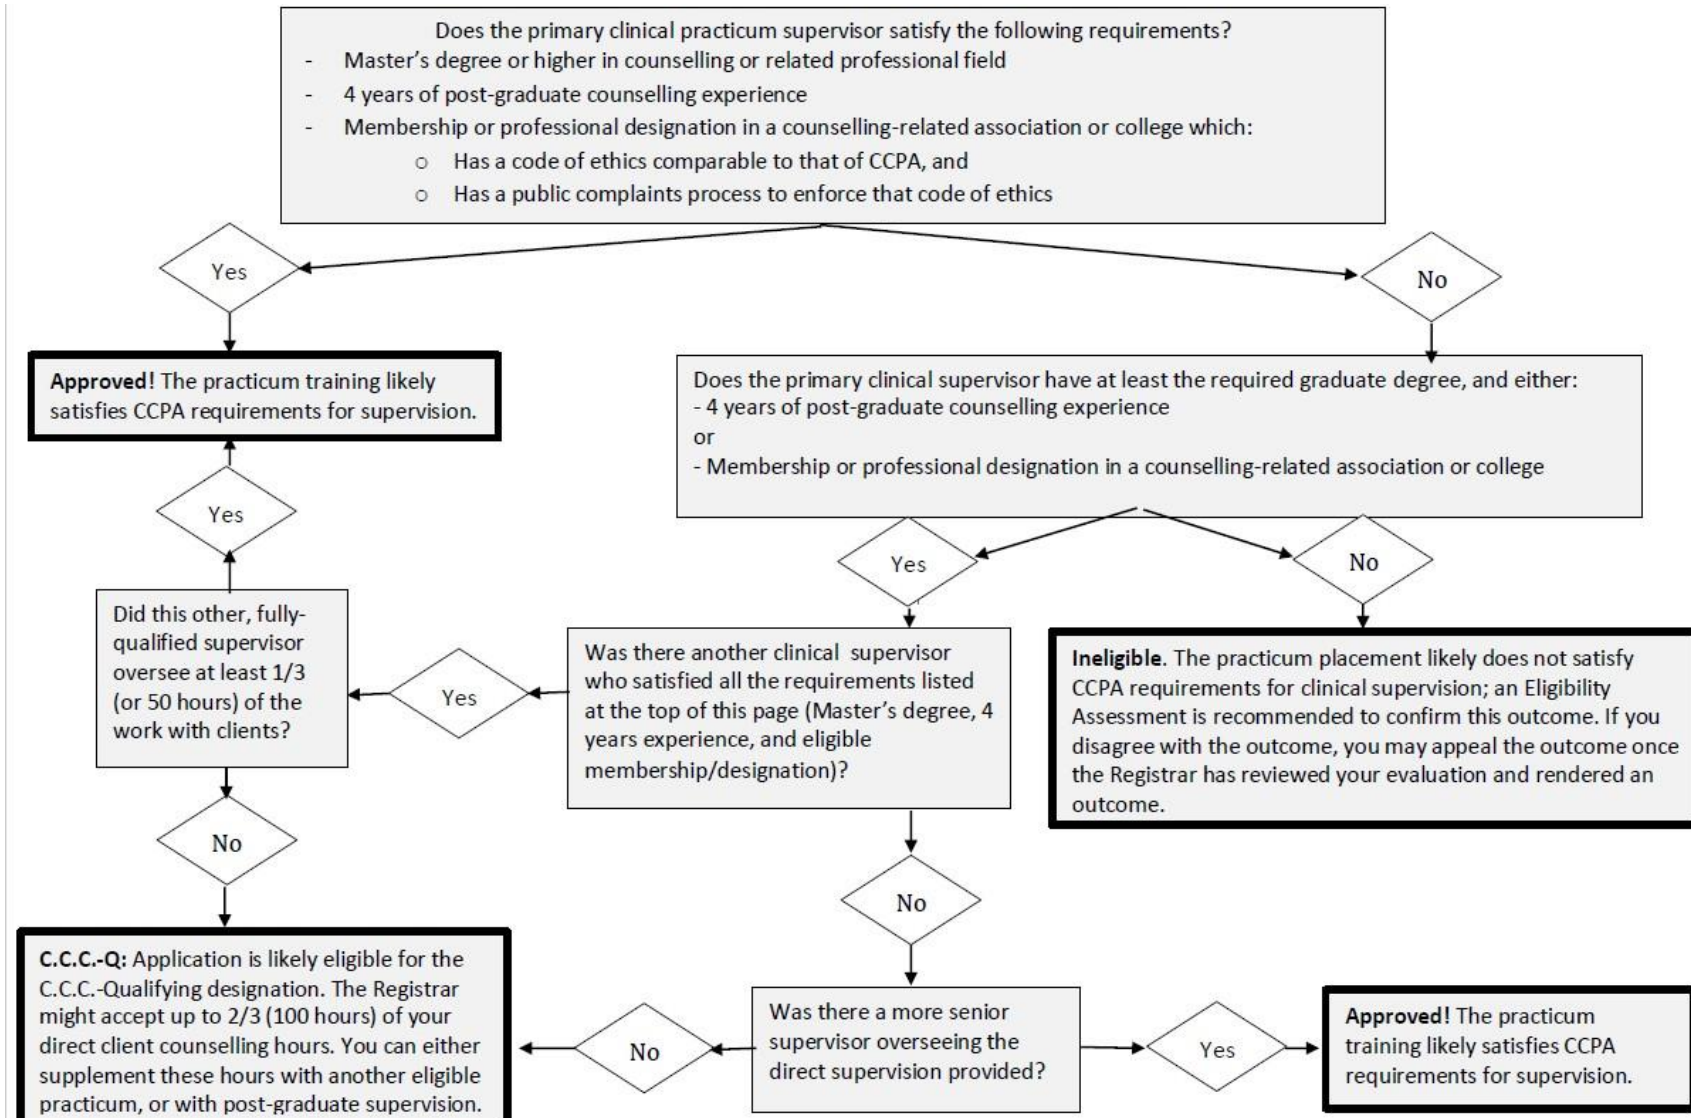 Does the primary clinical practicum supervisor satisfy the following requirements?
- Master's degree or higher in counselling or related professional field
- 4 years of post-graduate counselling experience
- Membership or professional designation in a counselling-related association or college which:
o Has a code of ethics comparable to that of CCPA, and
o Has a public complaints process to enforce that code of ethics
Yes
No
Approved! The practicum training likely
satisfies CCPA requirements for supervision.
Does the primary clinical supervisor have at least the required graduate degree, and either:
- 4 years of post-graduate counselling experience
or
- Membership or professional designation in a counselling-related association or college
Yes
Yes
No
Did this other, fully-
qualified supervisor
oversee at least 1/3
(or 50 hours) of the
work with clients?
Yes
Was there another clinical supervisor
who satisfied all the requirements listed
at the top of this page (Master's degree, 4
years experience, and eligible
membership/designation)?
Ineligible. The practicum placement likely does not satisfy
CCPA requirements for clinical supervision; an Eligibility
Assessment is recommended to confirm this outcome. If you
disagree with the outcome, you may appeal the outcome once
the Registrar has reviewed your evaluation and rendered an
outcome.
No
No
C.C.C.-Q: Application is likely eligible for the
C.C.C.-Qualifying designation. The Registrar
might accept up to 2/3 (100 hours) of your
direct client counselling hours. You can either
supplement these hours with another eligible
practicum, or with post-graduate supervision.
No
Was there a more senior
supervisor overseeing the
direct supervision provided?
Yes
Approved! The practicum
training likely satisfies CCPA
requirements for supervision.